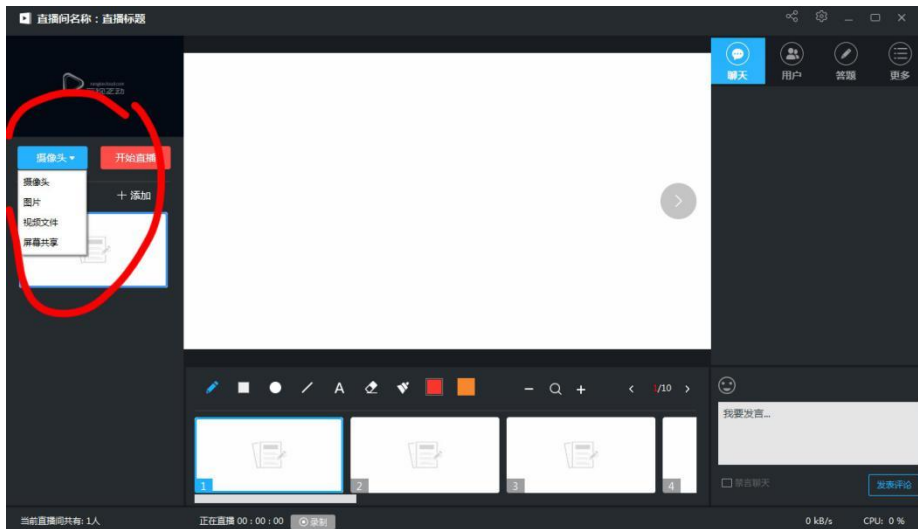 直播间名称：直播标题
聊天
用户
答题
更多
摄像头
开始直播
摄像头
图片
视频文件
屏幕共享
+ 添加
A
1/10
1
2
3
4
我要发言...
禁言聊天
发表评论
当前直播间共有: 1人
正在直播 00 : 00 : 00
录制
0 kB/s
CPU: 0 %